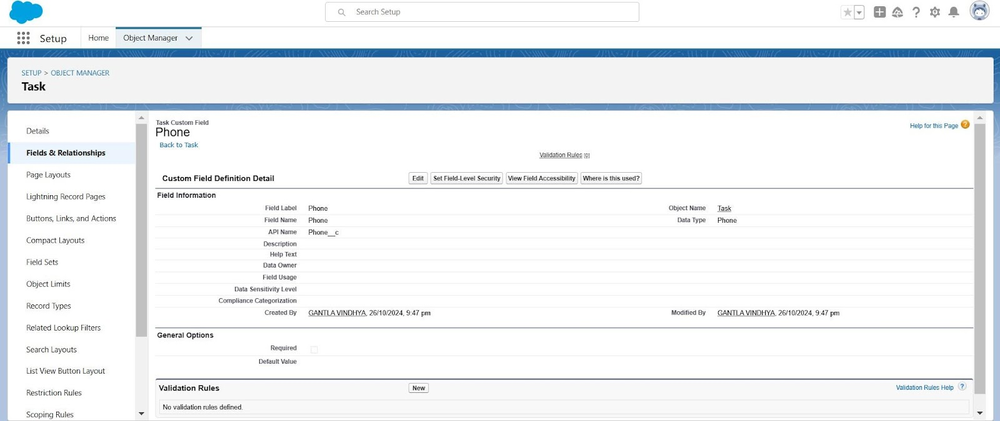 Search Setup
Setup
Home
Object Manager
SETUP > OBJECT MANAGER
Task
Details
Fields & Relationships
Page Layouts
Lightning Record Pages
Buttons, Links, and Actions
Compact Layouts
Field Sets
Object Limits
Record Types
Related Lookup Filters
Search Layouts
List View Button Layout
Restriction Rules
Scoping Rules
Task Custom Field
Phone
Back to Task
Help for this Page ?
Validation Rules [0]
Custom Field Definition Detail Edit Set Field-Level Security View Field Accessibility Where is this used?
Field Information
Field Label Phone Object Name Task
Field Name Phone Data Type Phone
API Name Phone__c
Description
Help Text
Data Owner
Field Usage
Data Sensitivity Level
Compliance Categorization
Created By GANTLA VINDHYA, 26/10/2024, 9:47 pm Modified By GANTLA VINDHYA, 26/10/2024, 9:47 pm
General Options
Required
Default Value
Validation Rules New Validation Rules Help ?
No validation rules defined.